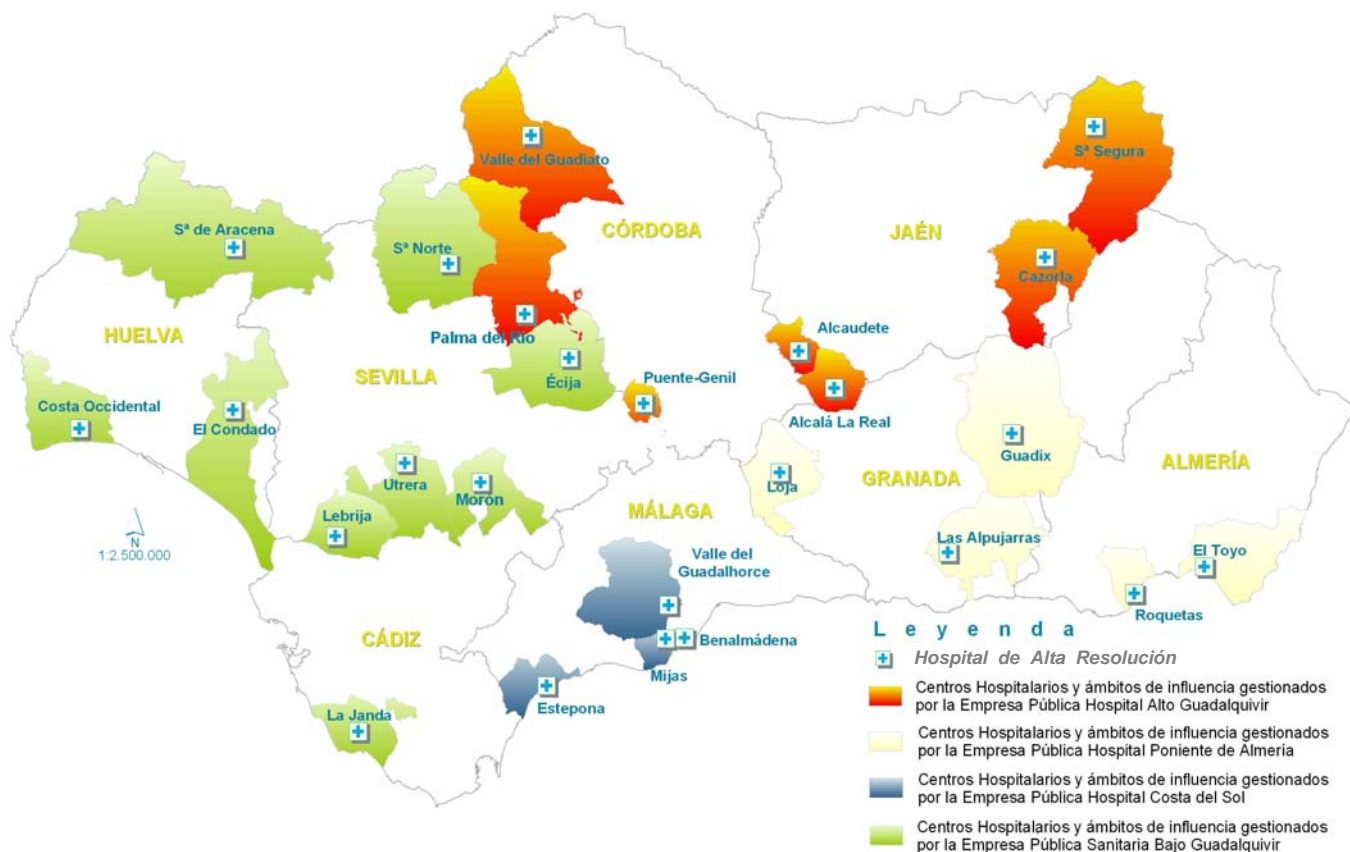 Valle del Guadiato
Sª Segura
Sª de Aracena
Sª Norte
CÓRDOBA
JAÉN
Cazorla
HUELVA
Palma del Río
Alcaudete
SEVILLA
Écija
Puente-Genil
Costa Occidental
El Condado
Alcalá La Real
Guadix
ALMERÍA
Utrera
Morón
Loja
GRANADA
Lebrija
MÁLAGA
N
1:2.500.000
Las Alpujarras
El Toyo
Valle del
Guadalhorce
Roquetas
CÁDIZ
Benalmádena
Mijas
Estepona
La Janda
Leyenda
Hospital de Alta Resolución
Centros Hospitalarios y ámbitos de influencia gestionados
por la Empresa Pública Hospital Alto Guadalquivir
Centros Hospitalarios y ámbitos de influencia gestionados
por la Empresa Pública Hospital Poniente de Almería
Centros Hospitalarios y ámbitos de influencia gestionados
por la Empresa Pública Hospital Costa del Sol
Centros Hospitalarios y ámbitos de influencia gestionados
por la Empresa Pública Sanitaria Bajo Guadalquivir